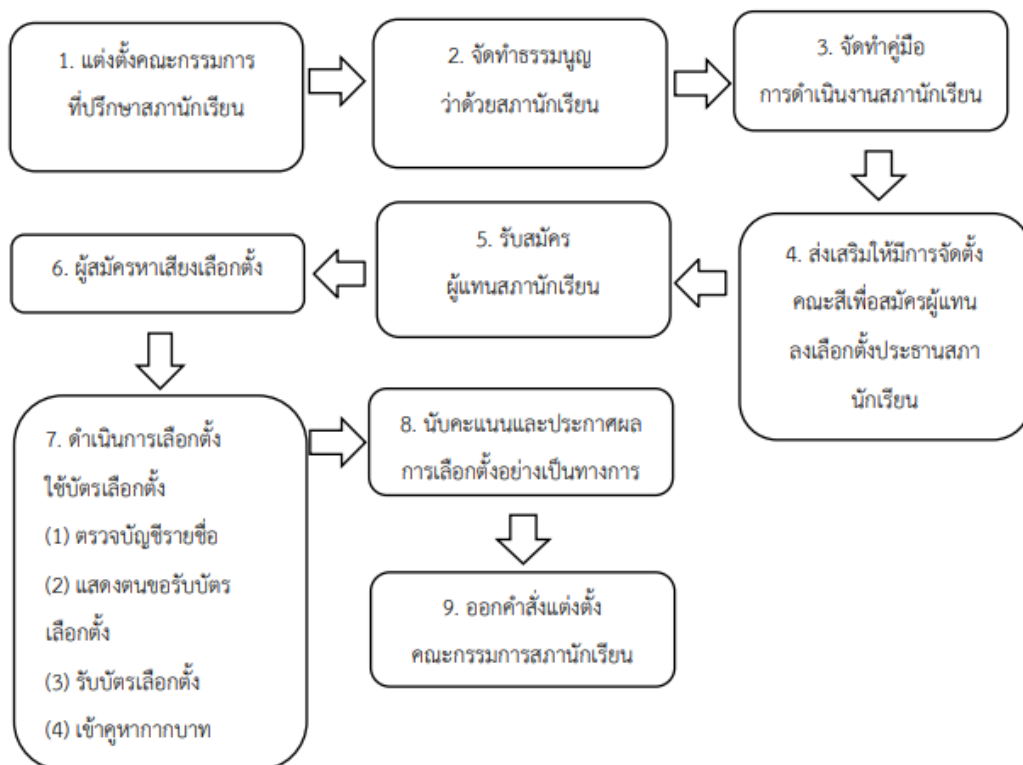 1. แต่งตั้งคณะกรรมการ
ที่ปรึกษาสภานักเรียน
2. จัดทำธรรมนูญ
ว่าด้วยสภานักเรียน
3. จัดทำคู่มือ
การดำเนินงานสภานักเรียน
4. ส่งเสริมให้มีการจัดตั้ง
คณะสีเพื่อสมัครผู้แทน
ลงเลือกตั้งประธานสภา
นักเรียน
5. รับสมัคร
ผู้แทนสภานักเรียน
6. ผู้สมัครหาเสียงเลือกตั้ง
7. ดำเนินการเลือกตั้ง
ใช้บัตรเลือกตั้ง
(1) ตรวจบัญชีรายชื่อ
(2) แสดงตนขอรับบัตร
เลือกตั้ง
(3) รับบัตรเลือกตั้ง
(4) เข้าคูหากากบาท
8. นับคะแนนและประกาศผล
การเลือกตั้งอย่างเป็นทางการ
9. ออกคำสั่งแต่งตั้ง
คณะกรรมการสภานักเรียน